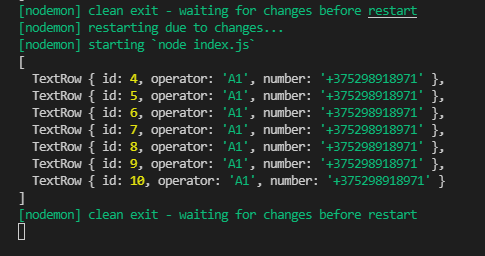 [nodemon] clean exit - waiting for changes before restart
[nodemon] restarting due to changes...
[nodemon] starting `node index.js`
[
  TextRow { id: 4, operator: 'A1', number: '+375298918971' },
  TextRow { id: 5, operator: 'A1', number: '+375298918971' },
  TextRow { id: 6, operator: 'A1', number: '+375298918971' },
  TextRow { id: 7, operator: 'A1', number: '+375298918971' },
  TextRow { id: 8, operator: 'A1', number: '+375298918971' },
  TextRow { id: 9, operator: 'A1', number: '+375298918971' },
  TextRow { id: 10, operator: 'A1', number: '+375298918971' }
]
[nodemon] clean exit - waiting for changes before restart